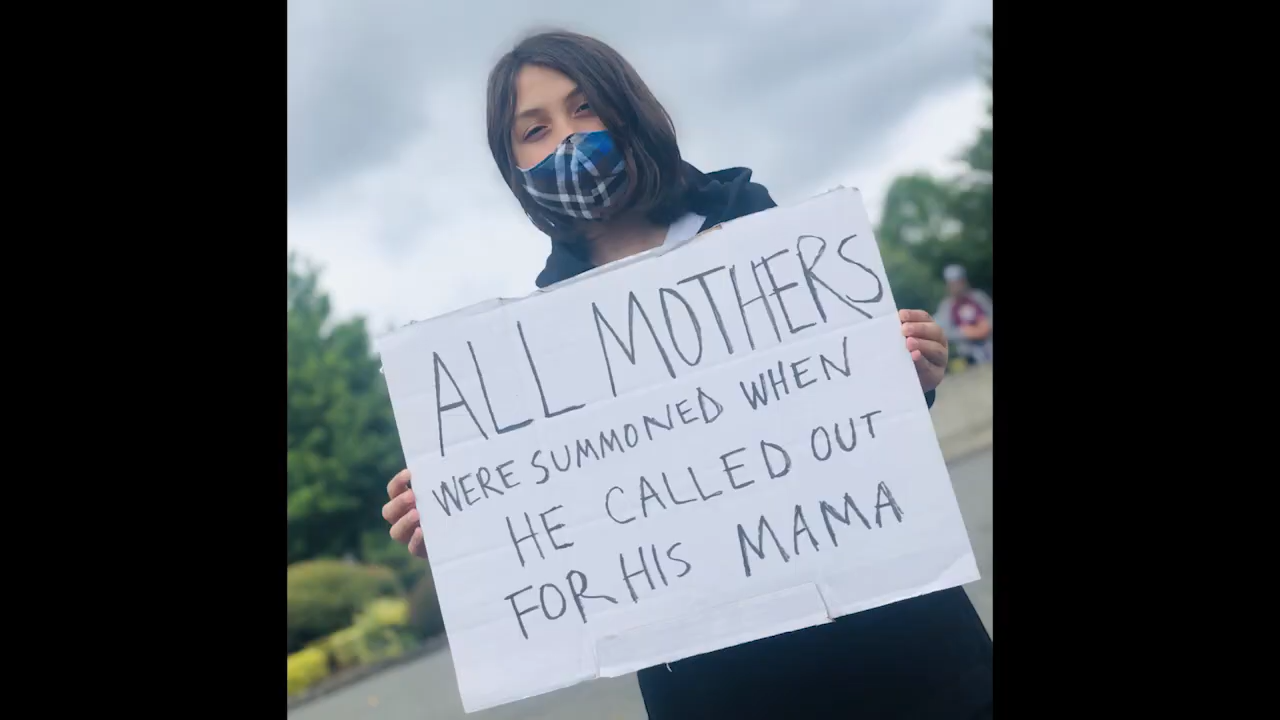 ALL MOTHERS
WERE SUMMONED WHEN
HE CALLED OUT
FOR HIS MAMA